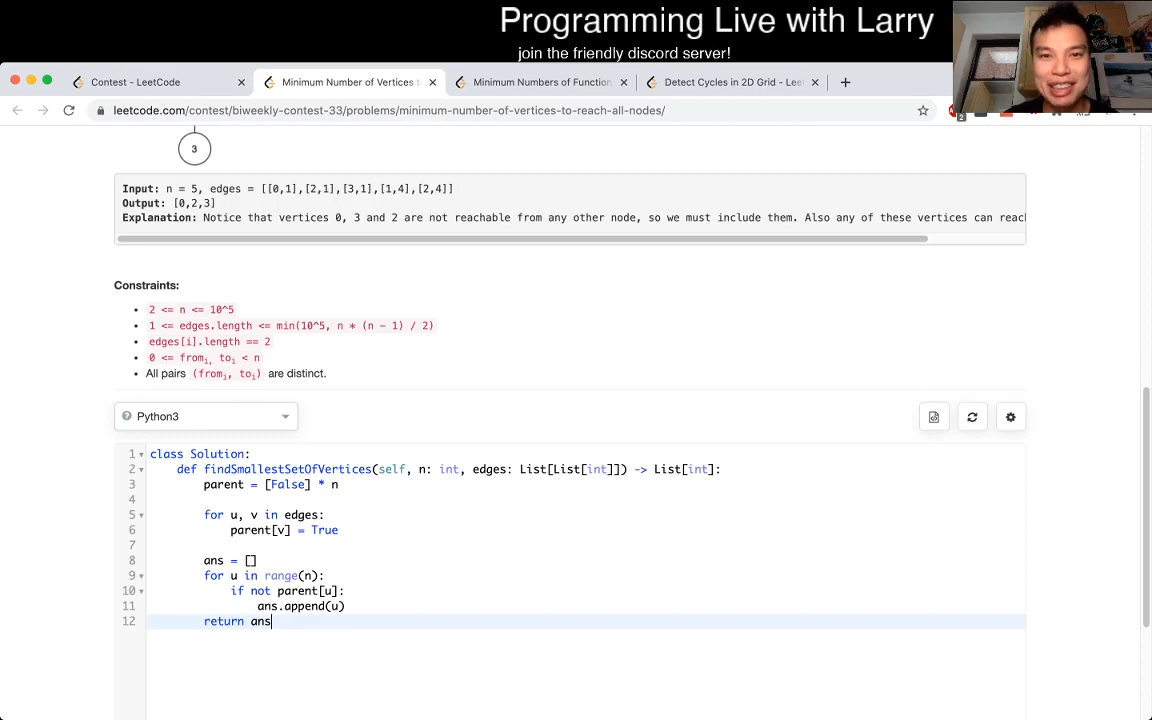 Programming Live with Larry
join the friendly discord server!
Contest - LeetCode
Minimum Number of Vertices t
Minimum Numbers of Function
Detect Cycles in 2D Grid - Lee
leetcode.com/contest/biweekly-contest-33/problems/minimum-number-of-vertices-to-reach-all-nodes/
2
3
Input: n = 5, edges = [[0,1],[2,1],[3,1],[1,4],[2,4]]
Output: [0,2,3]
Explanation: Notice that vertices 0, 3 and 2 are not reachable from any other node, so we must include them. Also any of these vertices can reac
Constraints:
2 <= n <= 10^5
1 <= edges.length <= min(10^5, n * (n - 1) / 2)
edges[i].length == 2
0 <= fromi, toi < n
All pairs (fromi, toi) are distinct.
Python3
1 class Solution:
2 def findSmallestSetOfVertices(self, n: int, edges: List[List[int]]) -> List[int]:
3 parent = [False] * n
4
5 for u, v in edges:
6 parent[v] = True
7
8 ans = []
9 for u in range(n):
10 if not parent[u]:
11 ans.append(u)
12 return ans